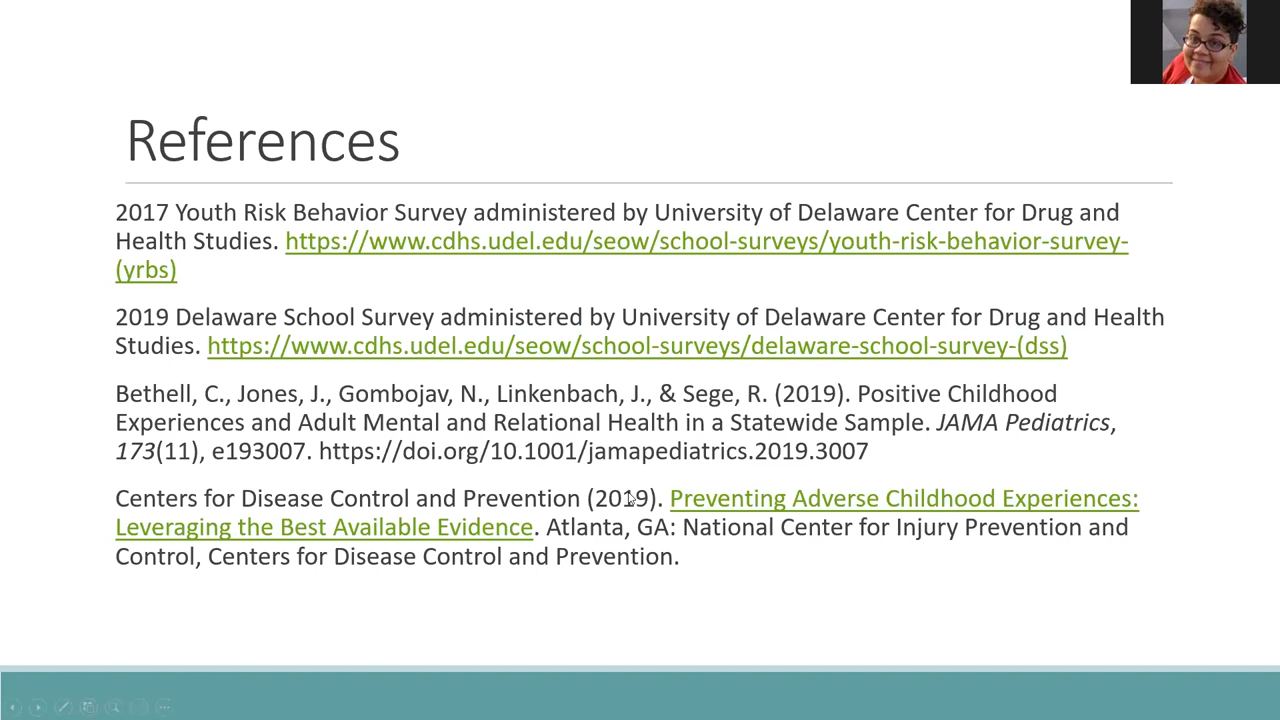 References
2017 Youth Risk Behavior Survey administered by University of Delaware Center for Drug and
Health Studies. https://www.cdhs.udel.edu/seow/school-surveys/youth-risk-behavior-survey-
(yrbs)
2019 Delaware School Survey administered by University of Delaware Center for Drug and Health
Studies. https://www.cdhs.udel.edu/seow/school-surveys/delaware-school-survey-(dss)
Bethell, C., Jones, J., Gombojav, N., Linkenbach, J., & Sege, R. (2019). Positive Childhood
Experiences and Adult Mental and Relational Health in a Statewide Sample. JAMA Pediatrics,
173(11), e193007. https://doi.org/10.1001/jamapediatrics.2019.3007
Centers for Disease Control and Prevention (2019). Preventing Adverse Childhood Experiences:
Leveraging the Best Available Evidence. Atlanta, GA: National Center for Injury Prevention and
Control, Centers for Disease Control and Prevention.